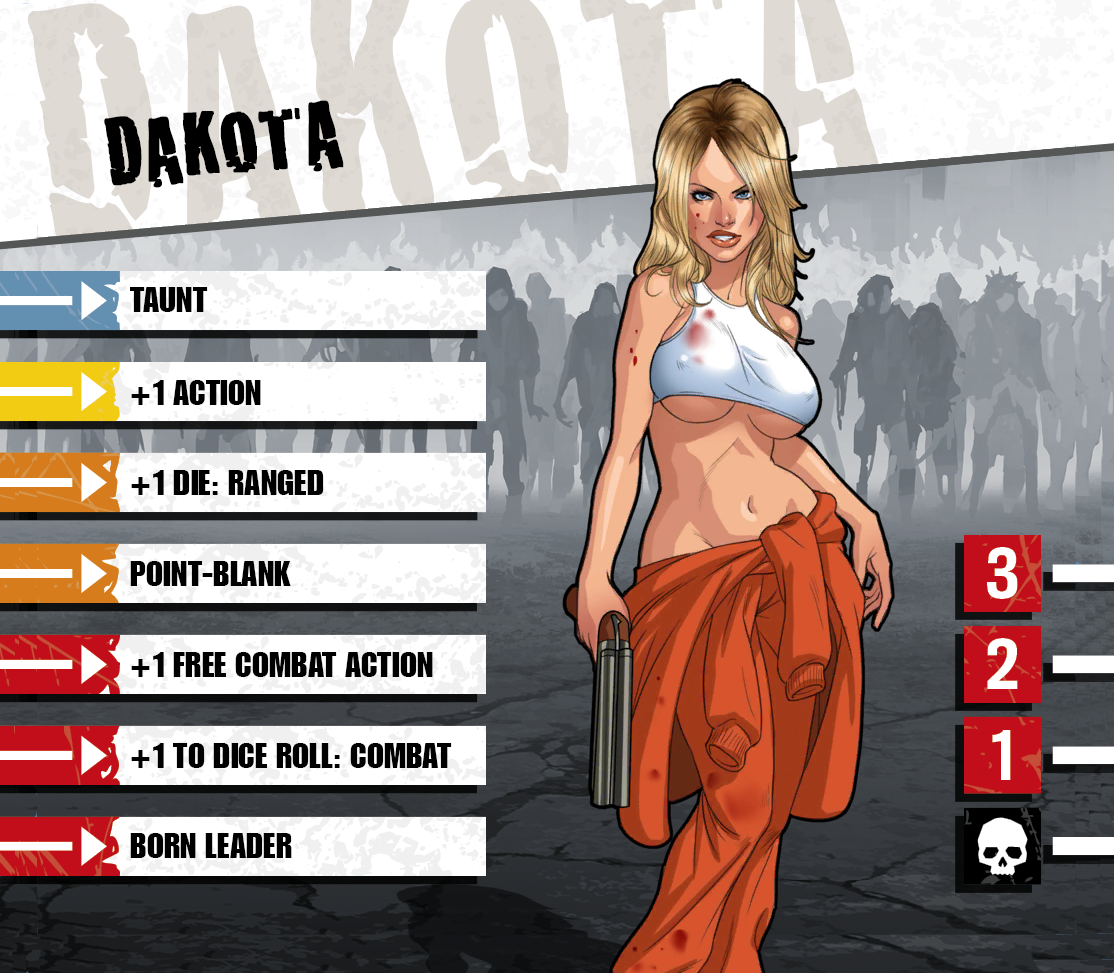 DAKOTA
DAKOTA
TAUNT
+1 ACTION
+1 DIE: RANGED
POINT-BLANK
+1 FREE COMBAT ACTION
+1 TO DICE ROLL: COMBAT
BORN LEADER
3
2
1